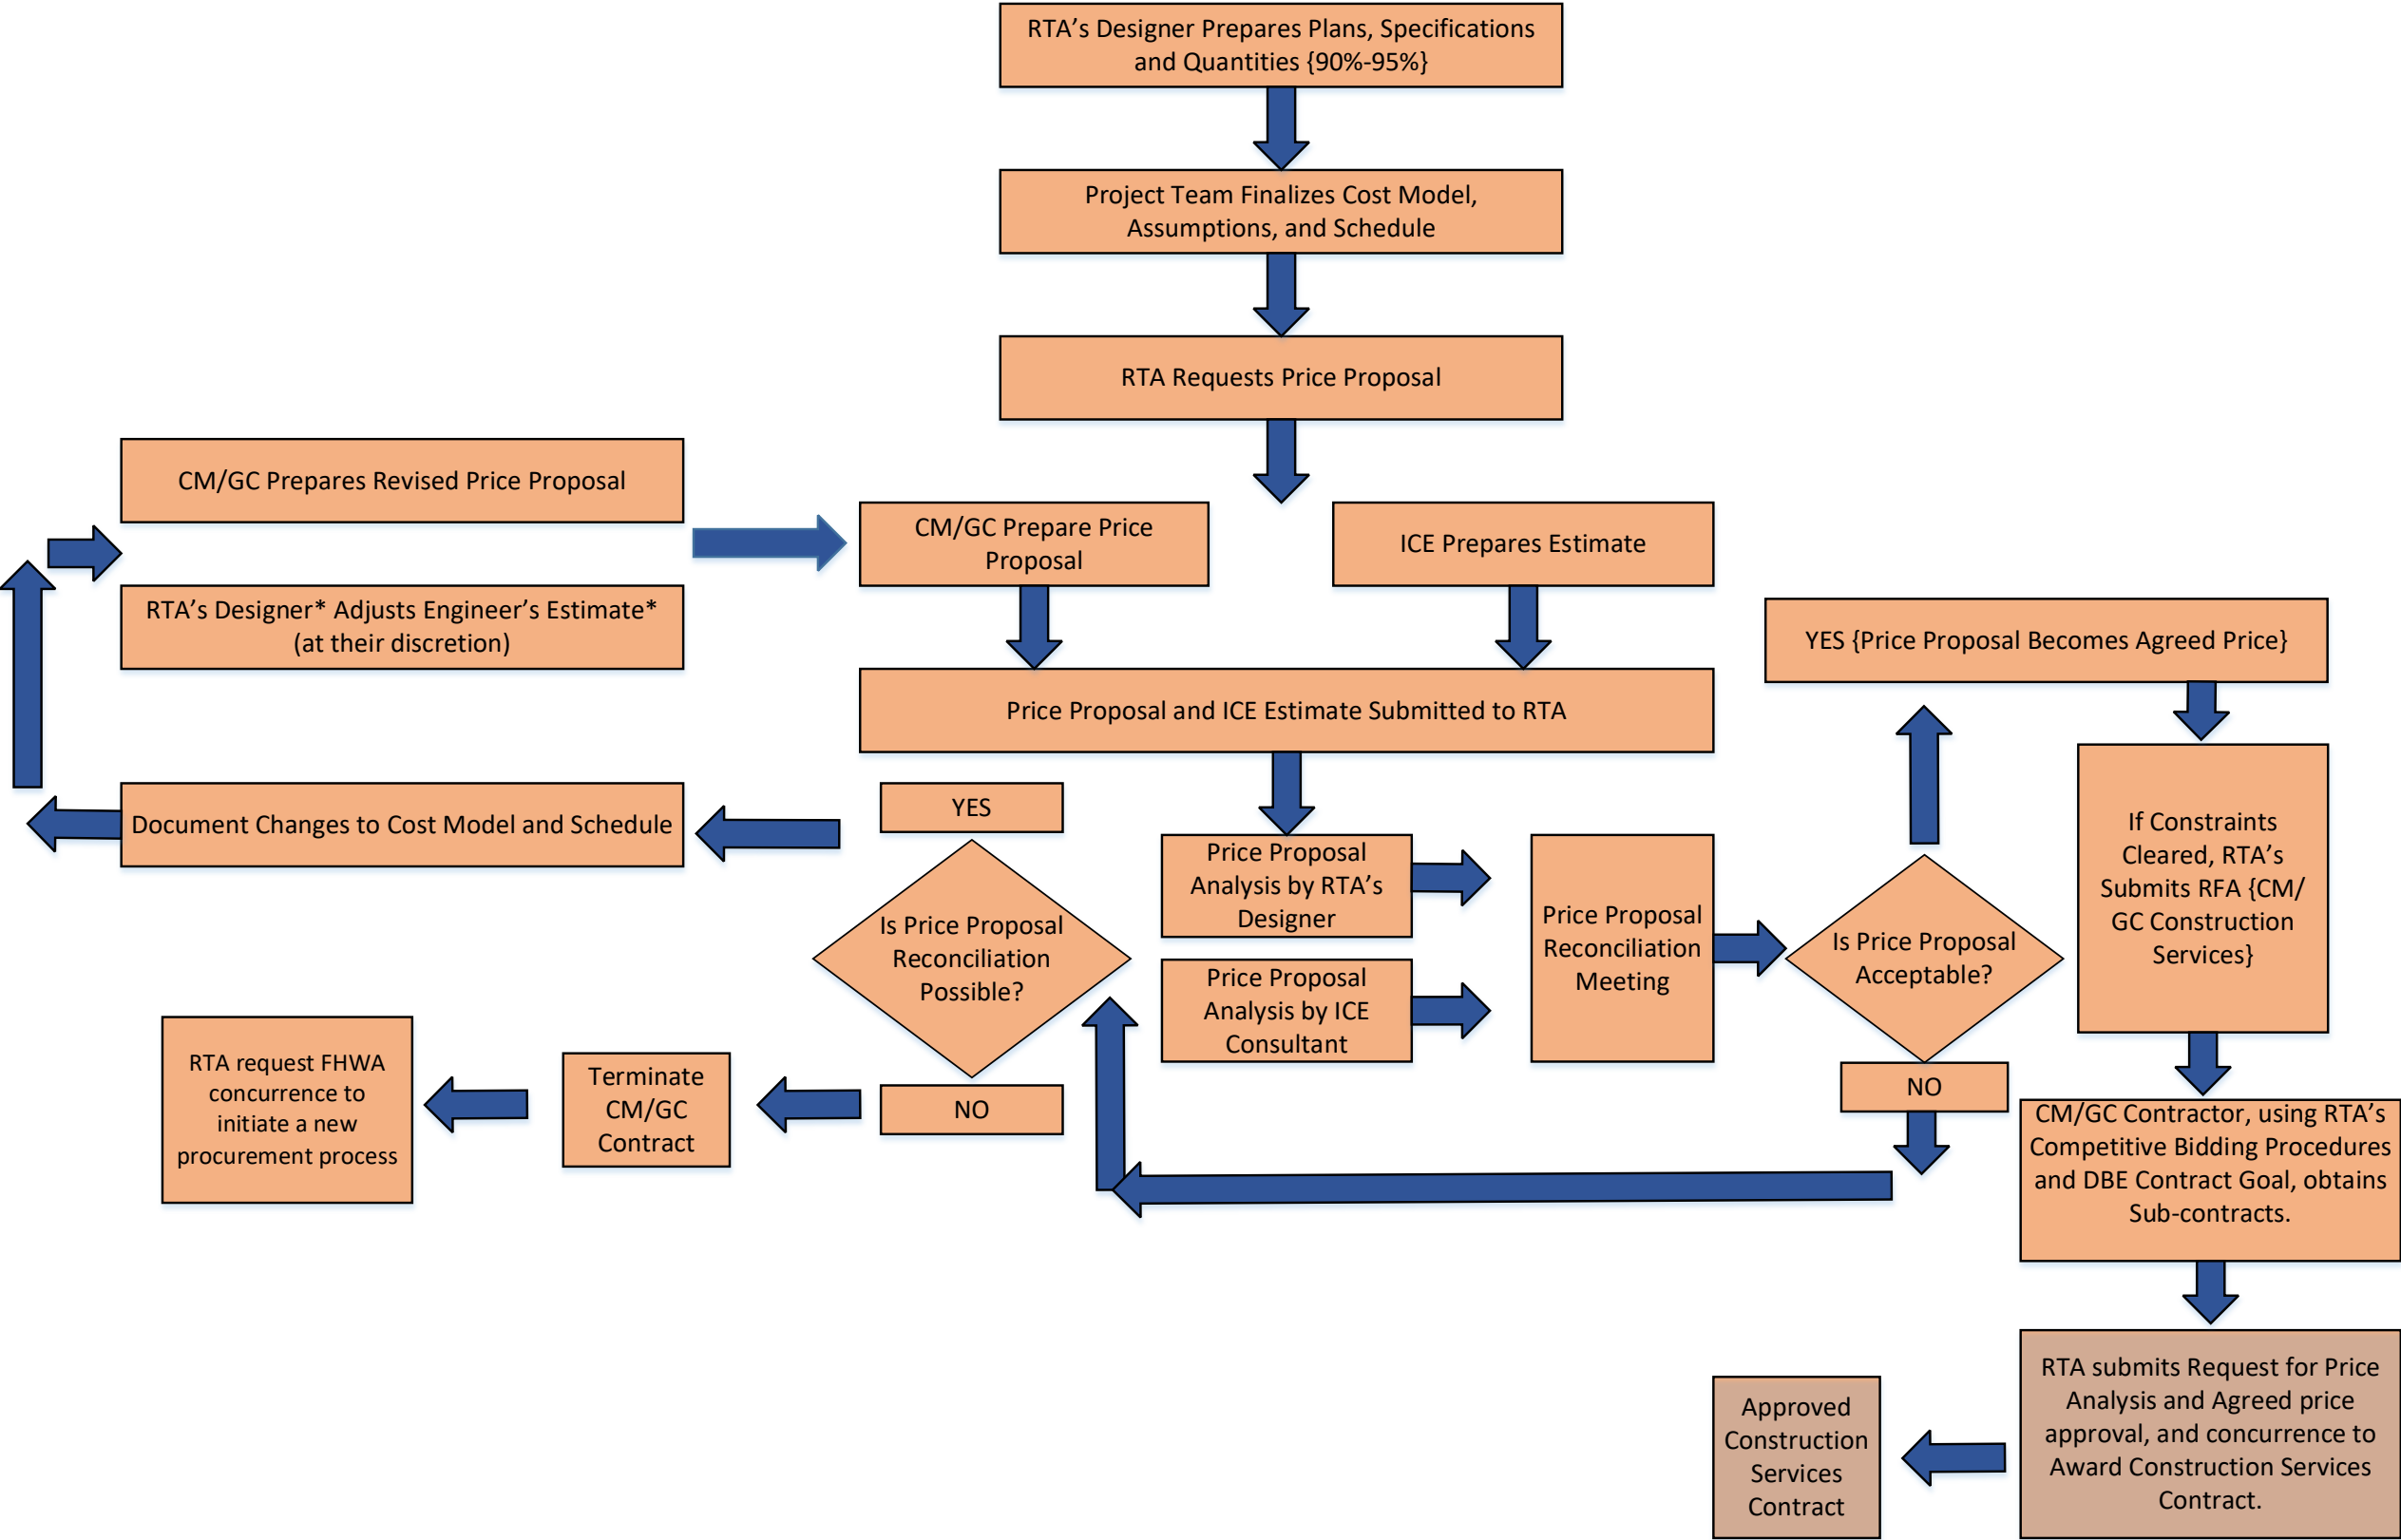 RTA’s Designer Prepares Plans, Specifications
and Quantities {90%-95%}
Project Team Finalizes Cost Model,
Assumptions, and Schedule
RTA Requests Price Proposal
CM/GC Prepares Revised Price Proposal
CM/GC Prepare Price
Proposal
ICE Prepares Estimate
RTA’s Designer* Adjusts Engineer’s Estimate*
(at their discretion)
YES {Price Proposal Becomes Agreed Price}
Price Proposal and ICE Estimate Submitted to RTA
Document Changes to Cost Model and Schedule
YES
Is Price Proposal
Reconciliation
Possible?
NO
Price Proposal
Analysis by RTA’s
Designer
Price Proposal
Analysis by ICE
Consultant
Price Proposal
Reconciliation
Meeting
Is Price Proposal
Acceptable?
NO
If Constraints
Cleared, RTA’s
Submits RFA {CM/
GC Construction
Services}
RTA request FHWA
concurrence to
initiate a new
procurement process
Terminate
CM/GC
Contract
CM/GC Contractor, using RTA’s
Competitive Bidding Procedures
and DBE Contract Goal, obtains
Sub-contracts.
Approved
Construction
Services
Contract
RTA submits Request for Price
Analysis and Agreed price
approval, and concurrence to
Award Construction Services
Contract.